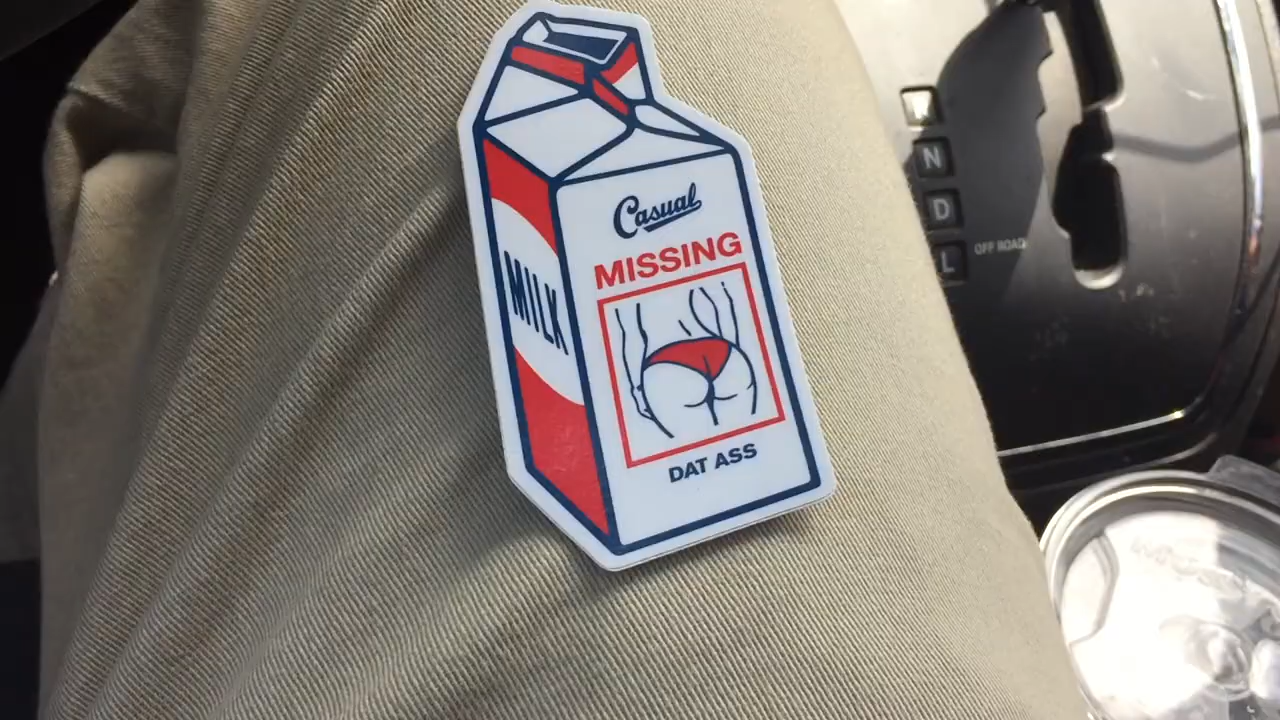 Casual
MISSING
MILK
DAT ASS
N
D
L
OFF ROAD